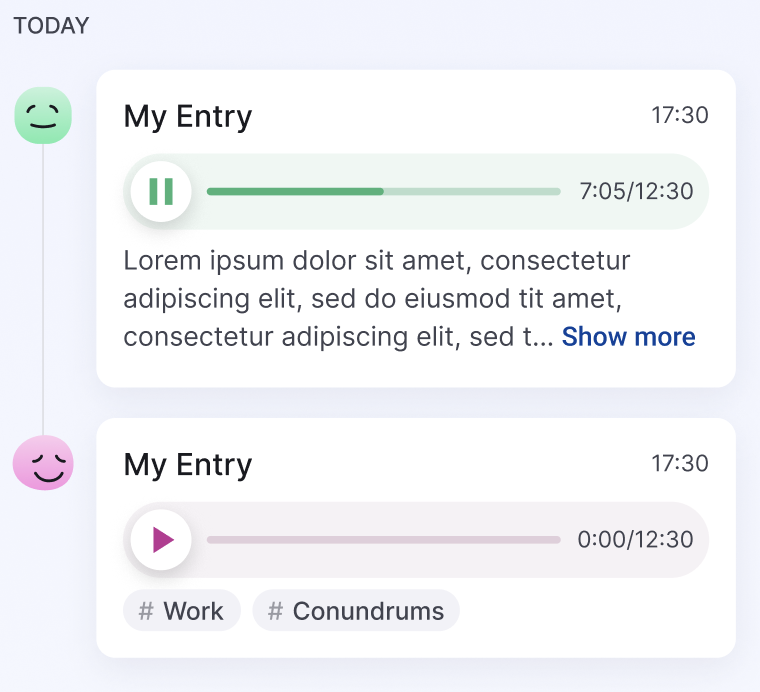 TODAY
My Entry 17:30
7:05/12:30
Lorem ipsum dolor sit amet, consectetur
adipiscing elit, sed do eiusmod tit amet,
consectetur adipiscing elit, sed t... Show more
My Entry 17:30
0:00/12:30
# Work # Conundrums